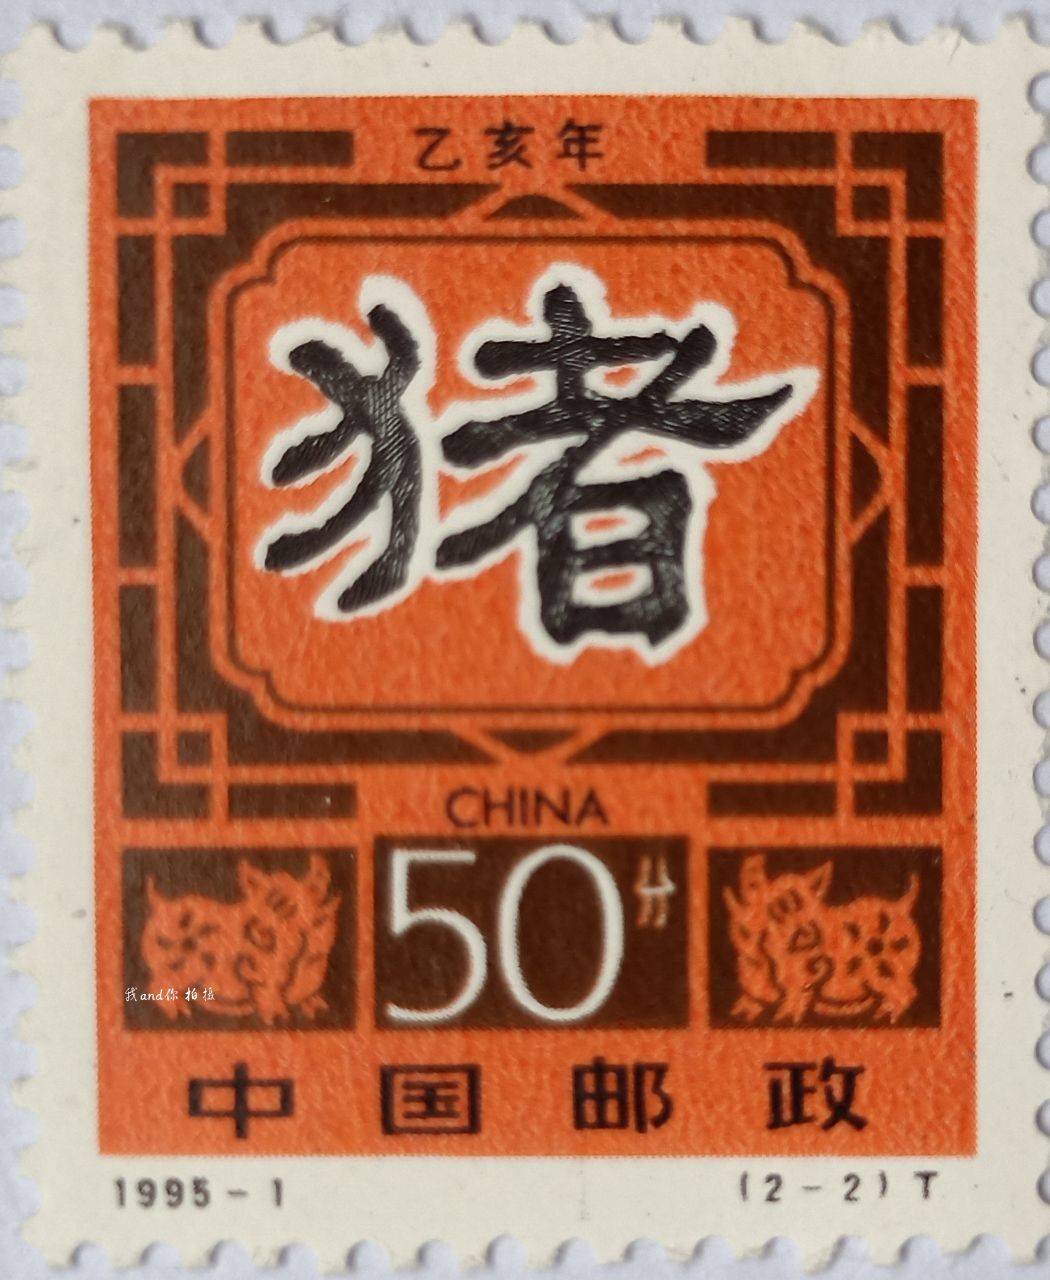 乙亥年
猪
CHINA
50分
我and你 拍摄
中国邮政
1995-1
(2-2)T